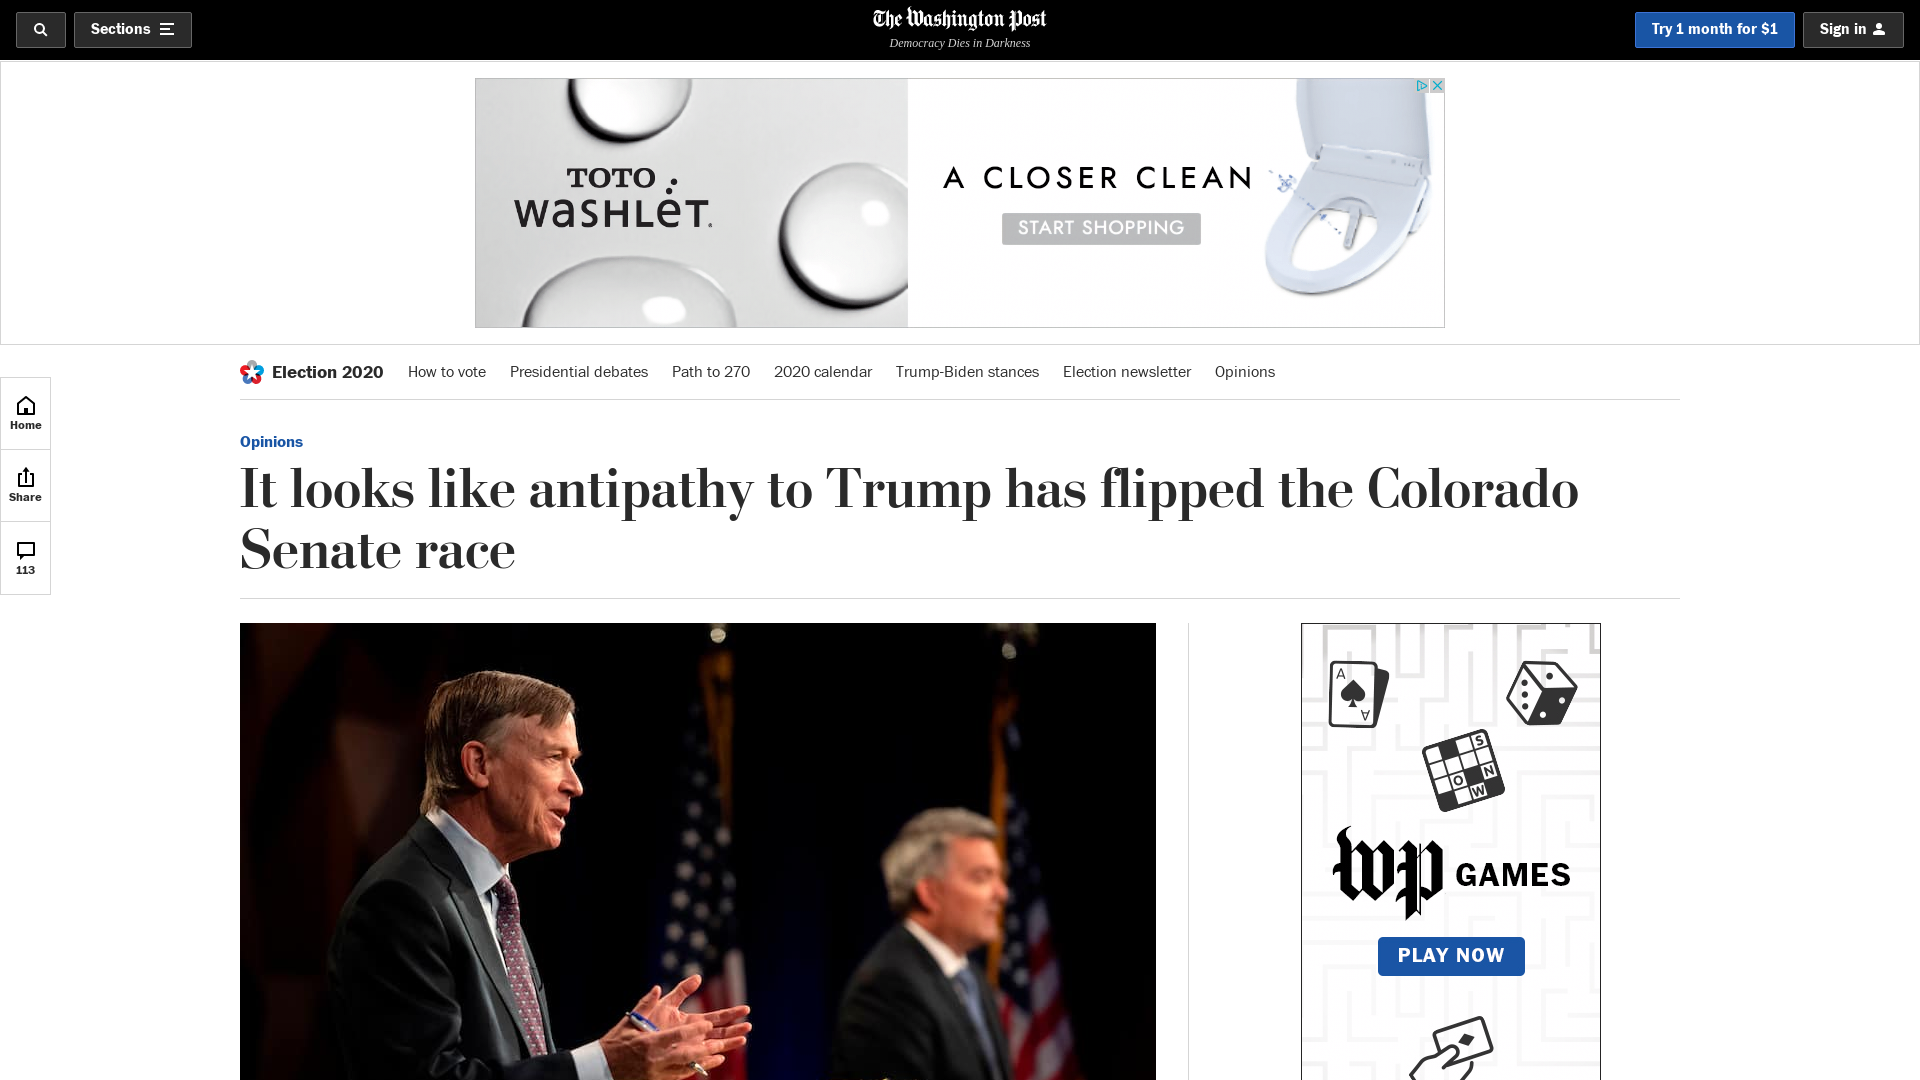 Sections
The Washington Post
Democracy Dies in Darkness
Try 1 month for $1
Sign in
TOTO
WASHLET®
A CLOSER CLEAN
START SHOPPING
Election 2020
How to vote
Presidential debates
Path to 270
2020 calendar
Trump-Biden stances
Election newsletter
Opinions
Home
Share
113
Opinions
It looks like antipathy to Trump has flipped the Colorado
Senate race
A
A
S
O N
W
wp GAMES
PLAY NOW